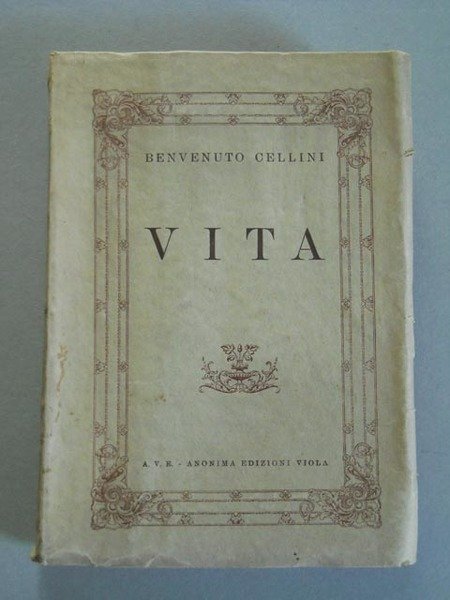 BENVENUTO CELLINI
VITA
A. V. E. - ANONIMA EDIZIONI VIOLA